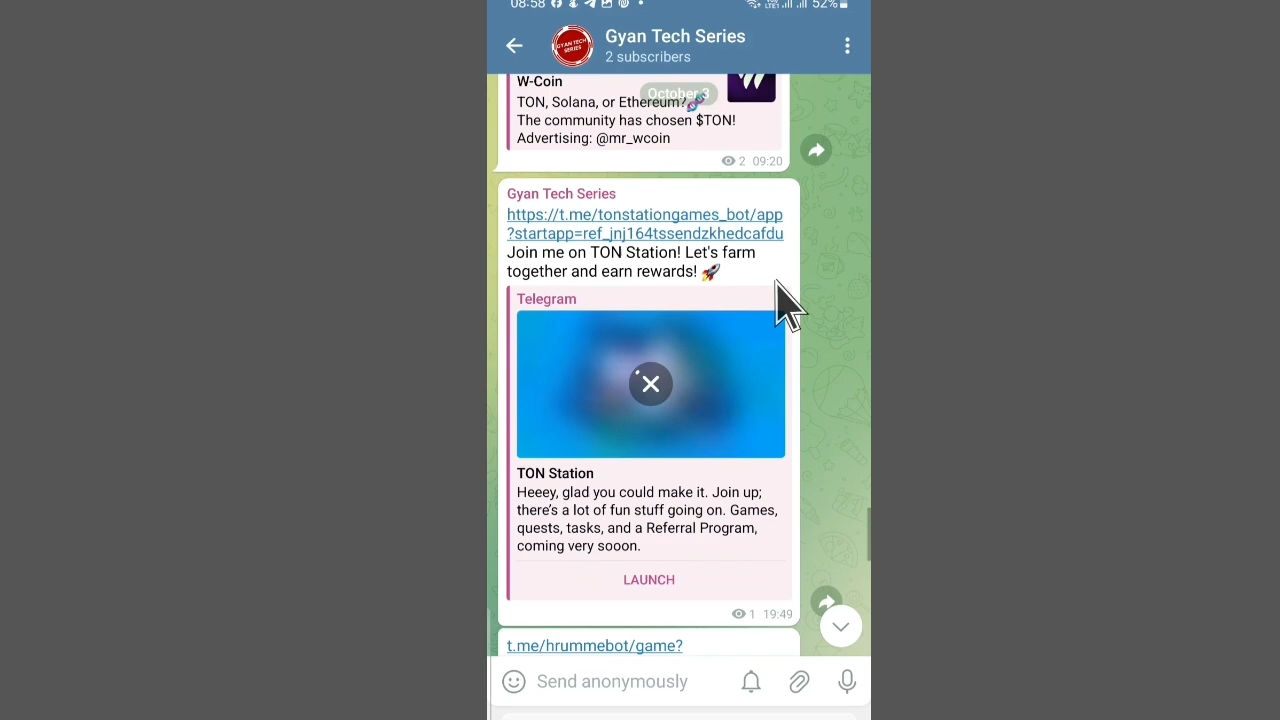 08:58
52%
GYAN TECH
SERIES
Gyan Tech Series
2 subscribers
W-Coin
October 3
TON, Solana, or Ethereum?🧬
The community has chosen $TON!
Advertising: @mr_wcoin
2 09:20
Gyan Tech Series
https://t.me/tonstationgames_bot/app
?startapp=ref_jnj164tssendzkhedcafdu
Join me on TON Station! Let's farm
together and earn rewards! 🚀
Telegram
TON Station
Heeey, glad you could make it. Join up;
there’s a lot of fun stuff going on. Games,
quests, tasks, and a Referral Program,
coming very sooon.
LAUNCH
1 19:49
t.me/hrummebot/game?
Send anonymously